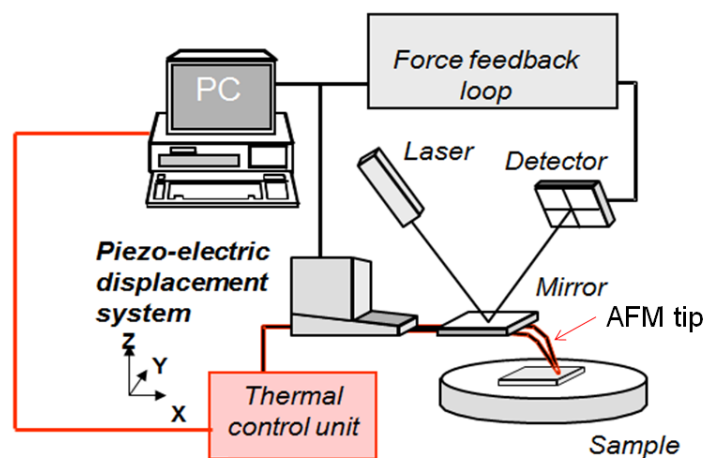 PC
Force feedback
loop
Laser
Detector
Piezo-electric
displacement
system
Mirror
AFM tip
Z
Y
X
Thermal
control unit
Sample